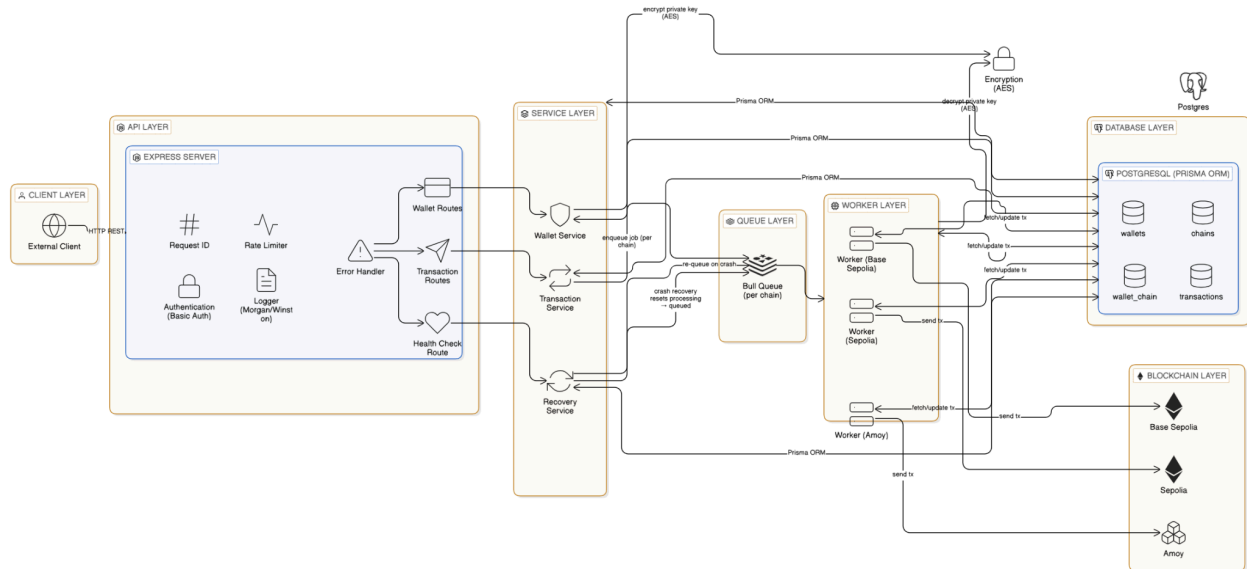 encrypt private key
(AES)
Encryption
(AES)
Postgres
Prisma ORM
decrypt private key
(AES)
API LAYER
SERVICE LAYER
DATABASE LAYER
Prisma ORM
EXPRESS SERVER
POSTGRESQL (PRISMA ORM)
Prisma ORM
CLIENT LAYER
Wallet Routes
WORKER LAYER
QUEUE LAYER
HTTP REST
External Client
Request ID
Rate Limiter
Wallet Service
fetch/update tx
wallets
chains
enqueue job (per
chain)
fetch/update tx
Worker (Base
Sepolia)
Error Handler
Transaction
Routes
re-queue on crash
fetch/update tx
Bull Queue
(per chain)
crash recovery
resets processing
→ queued
Transaction
Service
wallet_chain
transactions
Authentication
(Basic Auth)
Logger
(Morgan/Winst
on)
send tx
Worker
(Sepolia)
Health Check
Route
BLOCKCHAIN LAYER
Recovery
Service
fetch/update tx
send tx
Base Sepolia
Worker (Amoy)
Prisma ORM
send tx
Sepolia
Amoy